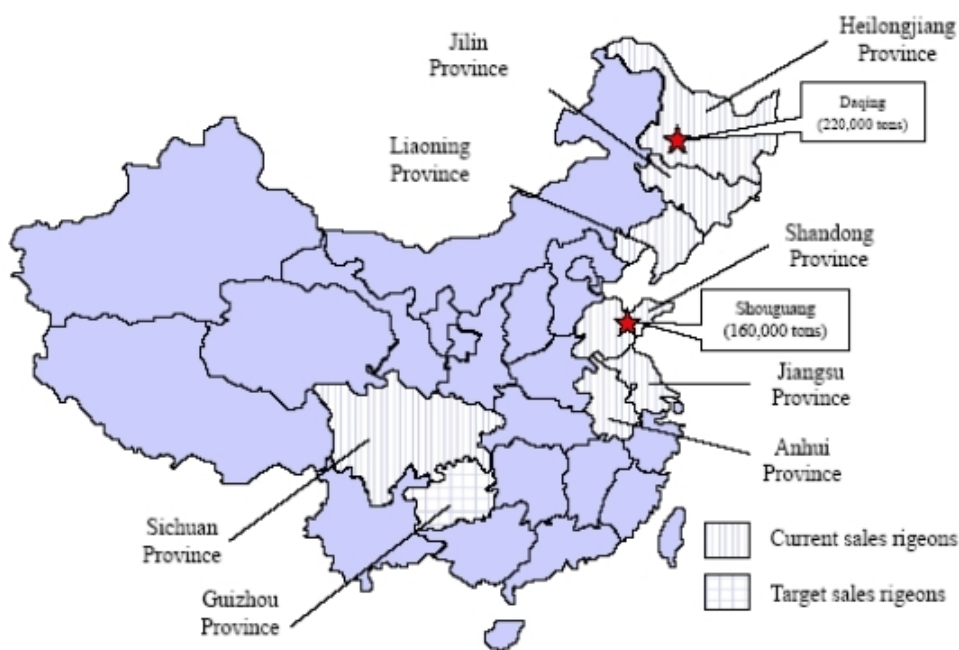 Heilongjiang
Province
Jilin
Province
Daqing
(220,000 tons)
Liaoning
Province
Shandong
Province
Shouguang
(160,000 tons)
Jiangsu
Province
Anhui
Province
Sichuan
Province
Guizhou
Province
Current sales rigeons
Target sales rigeons